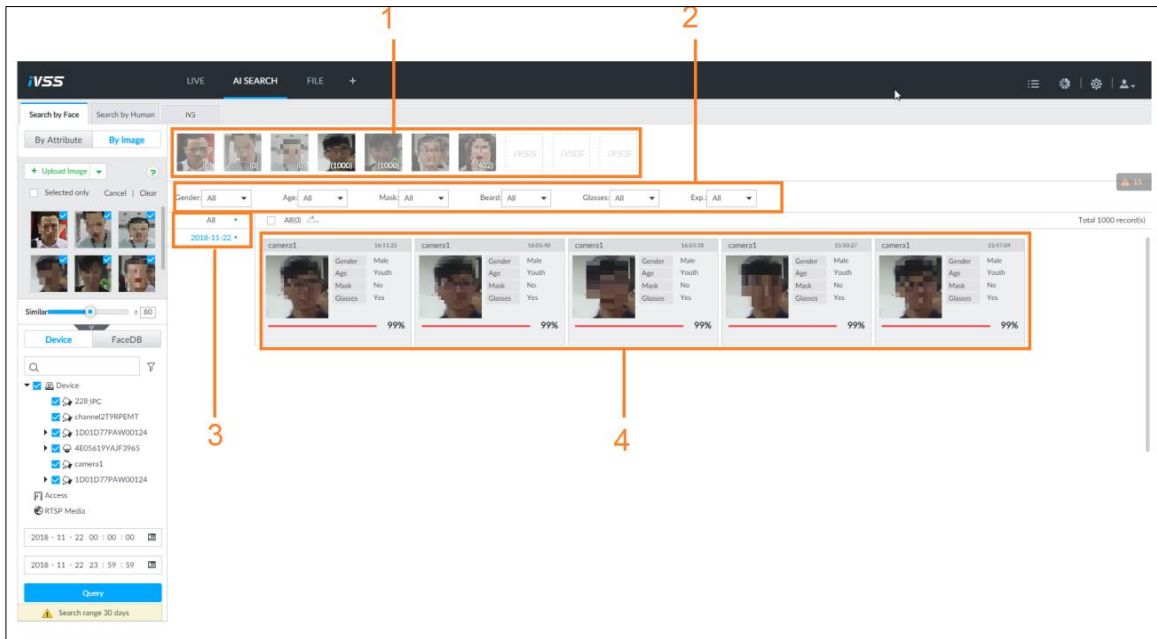 1
2
iVSS
LIVE
AI SEARCH
FILE
+
Search by Face
Search by Human
IVS
By Attribute
By Image
+ Upload Image
?
Selected only
Cancel | Clear
(0)
(0)
(0)
(1000)
(1000)
(402)
iVSS
iVSS
iVSS
15
Gender: All
Age: All
Mask: All
Beard: All
Glasses: All
Exp.: All
All
All(0)
Total 1000 record(s)
2018-11-22
camera1 16:11:25
Gender Male
Age Youth
Mask No
Glasses Yes
99%
camera1
Gender Male
Age Youth
Mask No
Glasses Yes
99%
camera1 16:03:18
Gender Male
Age Youth
Mask No
Glasses Yes
99%
camera1 15:50:27
Gender Male
Age Youth
Mask No
Glasses Yes
99%
camera1 15:47:04
Gender Male
Age Youth
Mask No
Glasses Yes
99%
Similar ≥ 80
Device
FaceDB
Device
228_IPC
channel2T9RPEMT
1D01D77PAW00124
4E05619YAJF3965
camera1
1D01D77PAW00124
Access
RTSP Media
2018 - 11 - 22 00 : 00 : 00
2018 - 11 - 22 23 : 59 : 59
Query
Search range 30 days
3
4